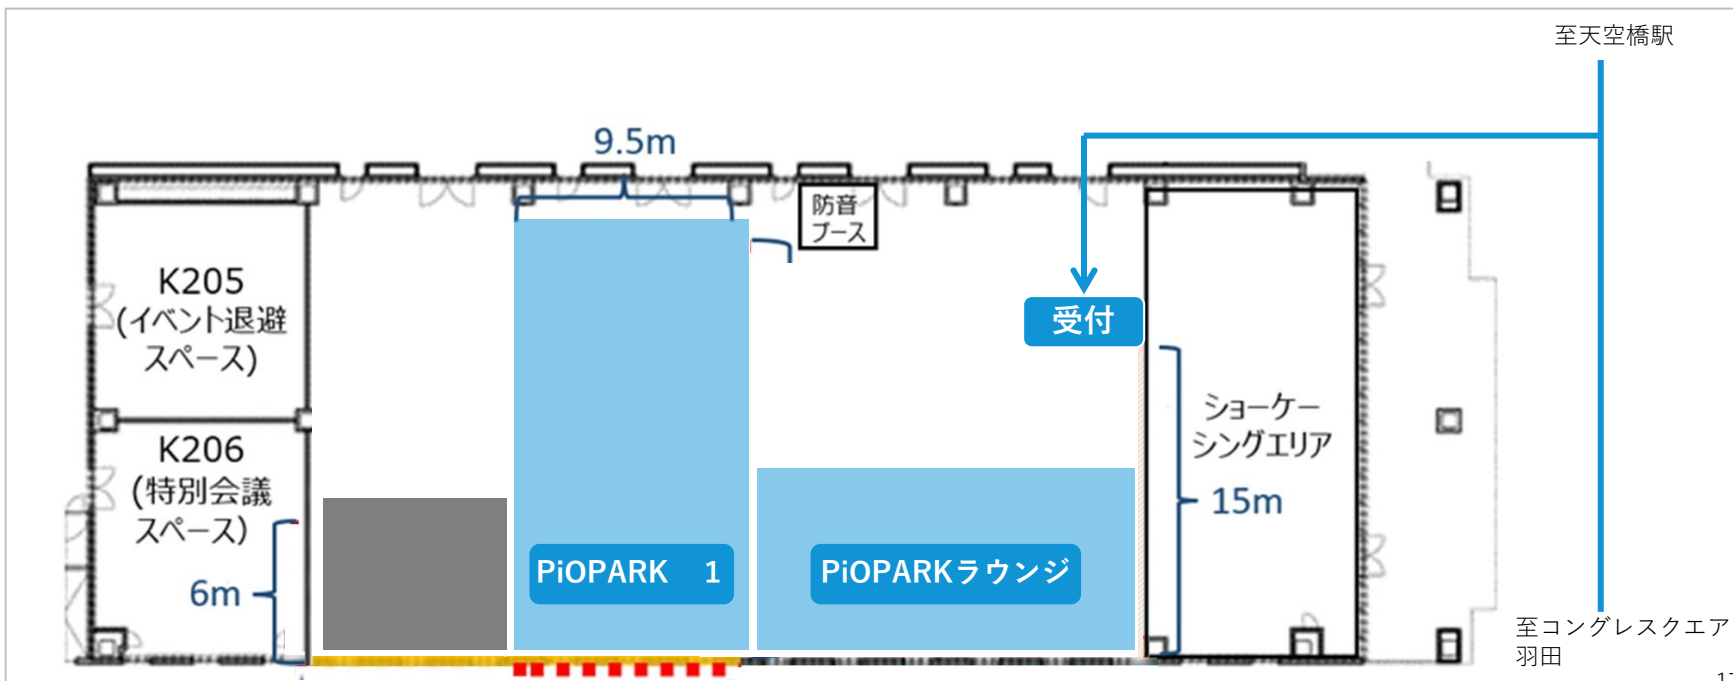 至天空橋駅
9.5m
防音
ブース
K205
(イベント退避
スペース)
受付
ショーケー
シングエリア
K206
(特別会議
スペース)
15m
PiOPARK　1
PiOPARKラウンジ
6m
至コングレスクエア
羽田